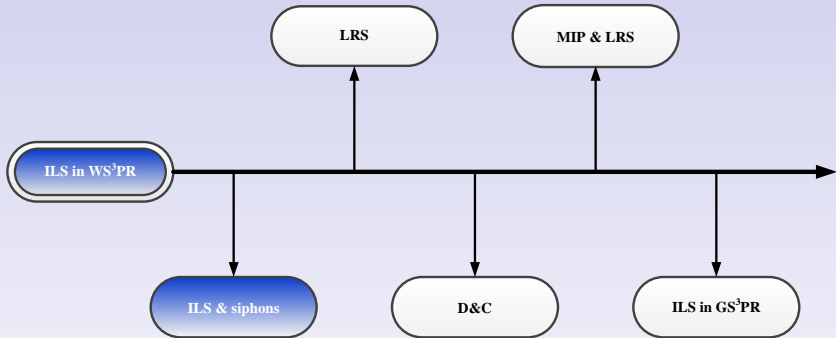 LRS
MIP & LRS
ILS in WS³PR
ILS & siphons
D&C
ILS in GS³PR